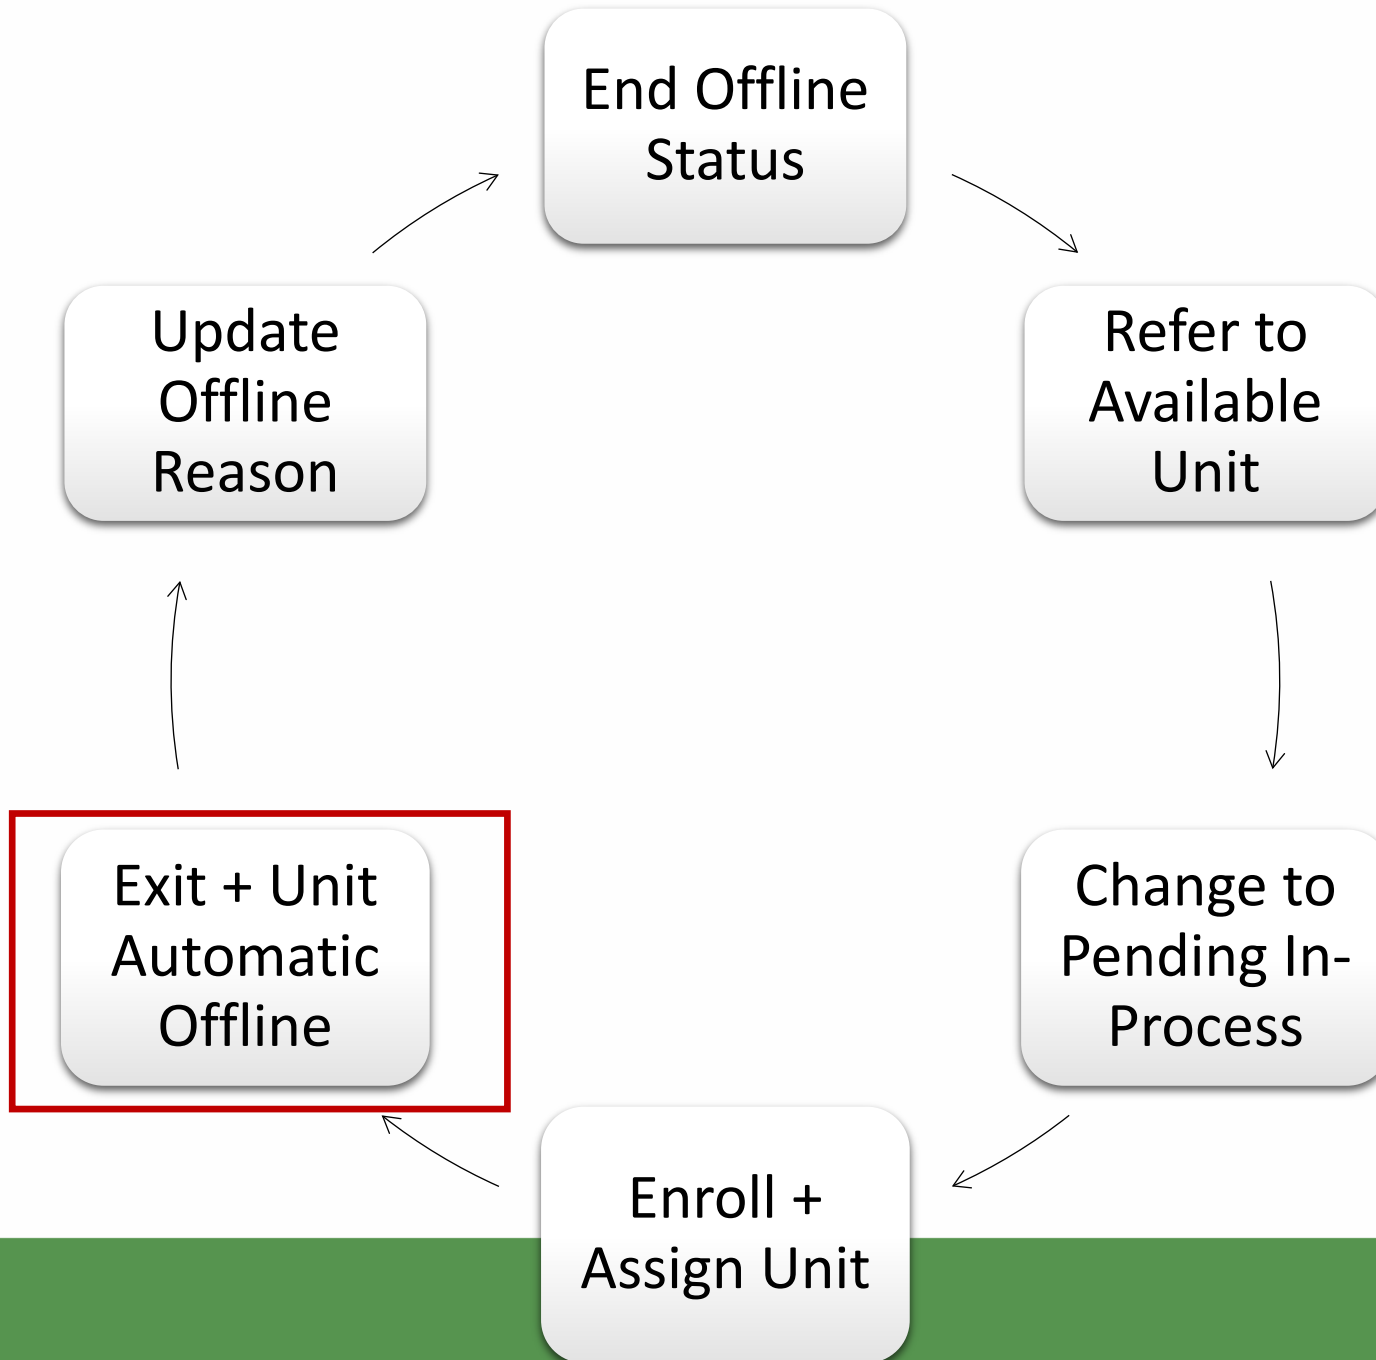 End Offline
Status
Refer to
Available
Unit
Change to
Pending In-
Process
Enroll +
Assign Unit
Exit + Unit
Automatic
Offline
Update
Offline
Reason